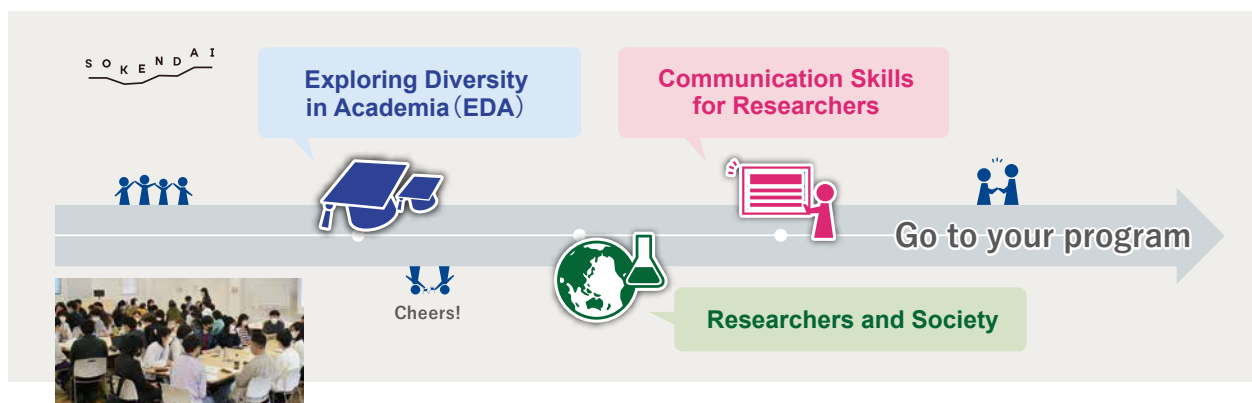 SOKENDAI
Exploring Diversity
in Academia（EDA）
Communication Skills
for Researchers
Go to your program
Cheers!
Researchers and Society